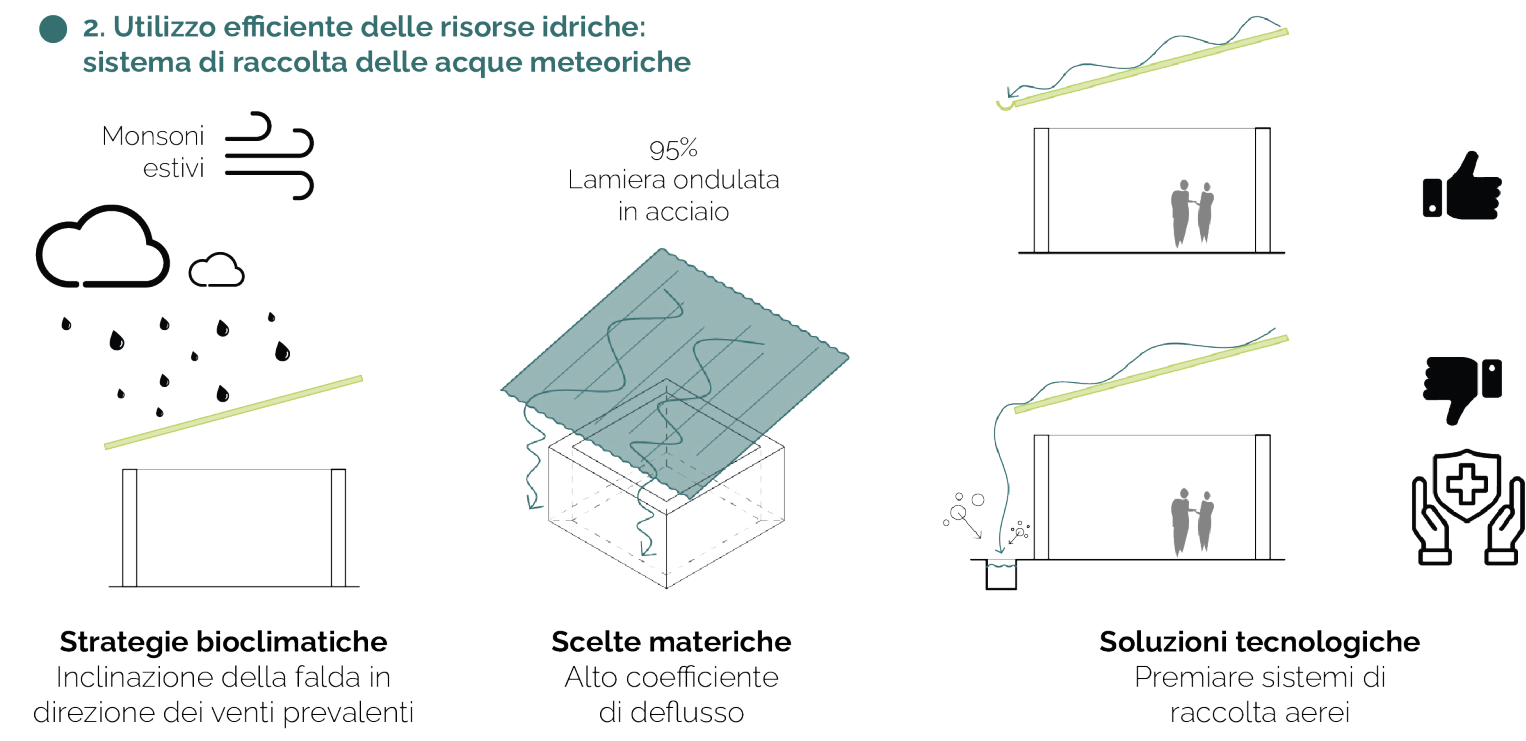 2. Utilizzo efficiente delle risorse idriche:
sistema di raccolta delle acque meteoriche
Monsoni
estivi
95%
Lamiera ondulata
in acciaio
Strategie bioclimatiche
Inclinazione della falda in
direzione dei venti prevalenti
Scelte materiche
Alto coefficiente
di deflusso
Soluzioni tecnologiche
Premiare sistemi di
raccolta aerei